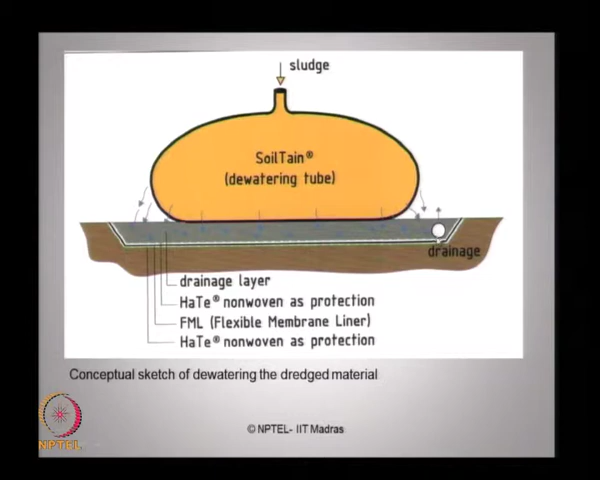 sludge
SoilTain®
(dewatering tube)
drainage
drainage layer
HaTe® nonwoven as protection
FML (Flexible Membrane Liner)
HaTe® nonwoven as protection
Conceptual sketch of dewatering the dredged material
NPTEL
© NPTEL- IIT Madras